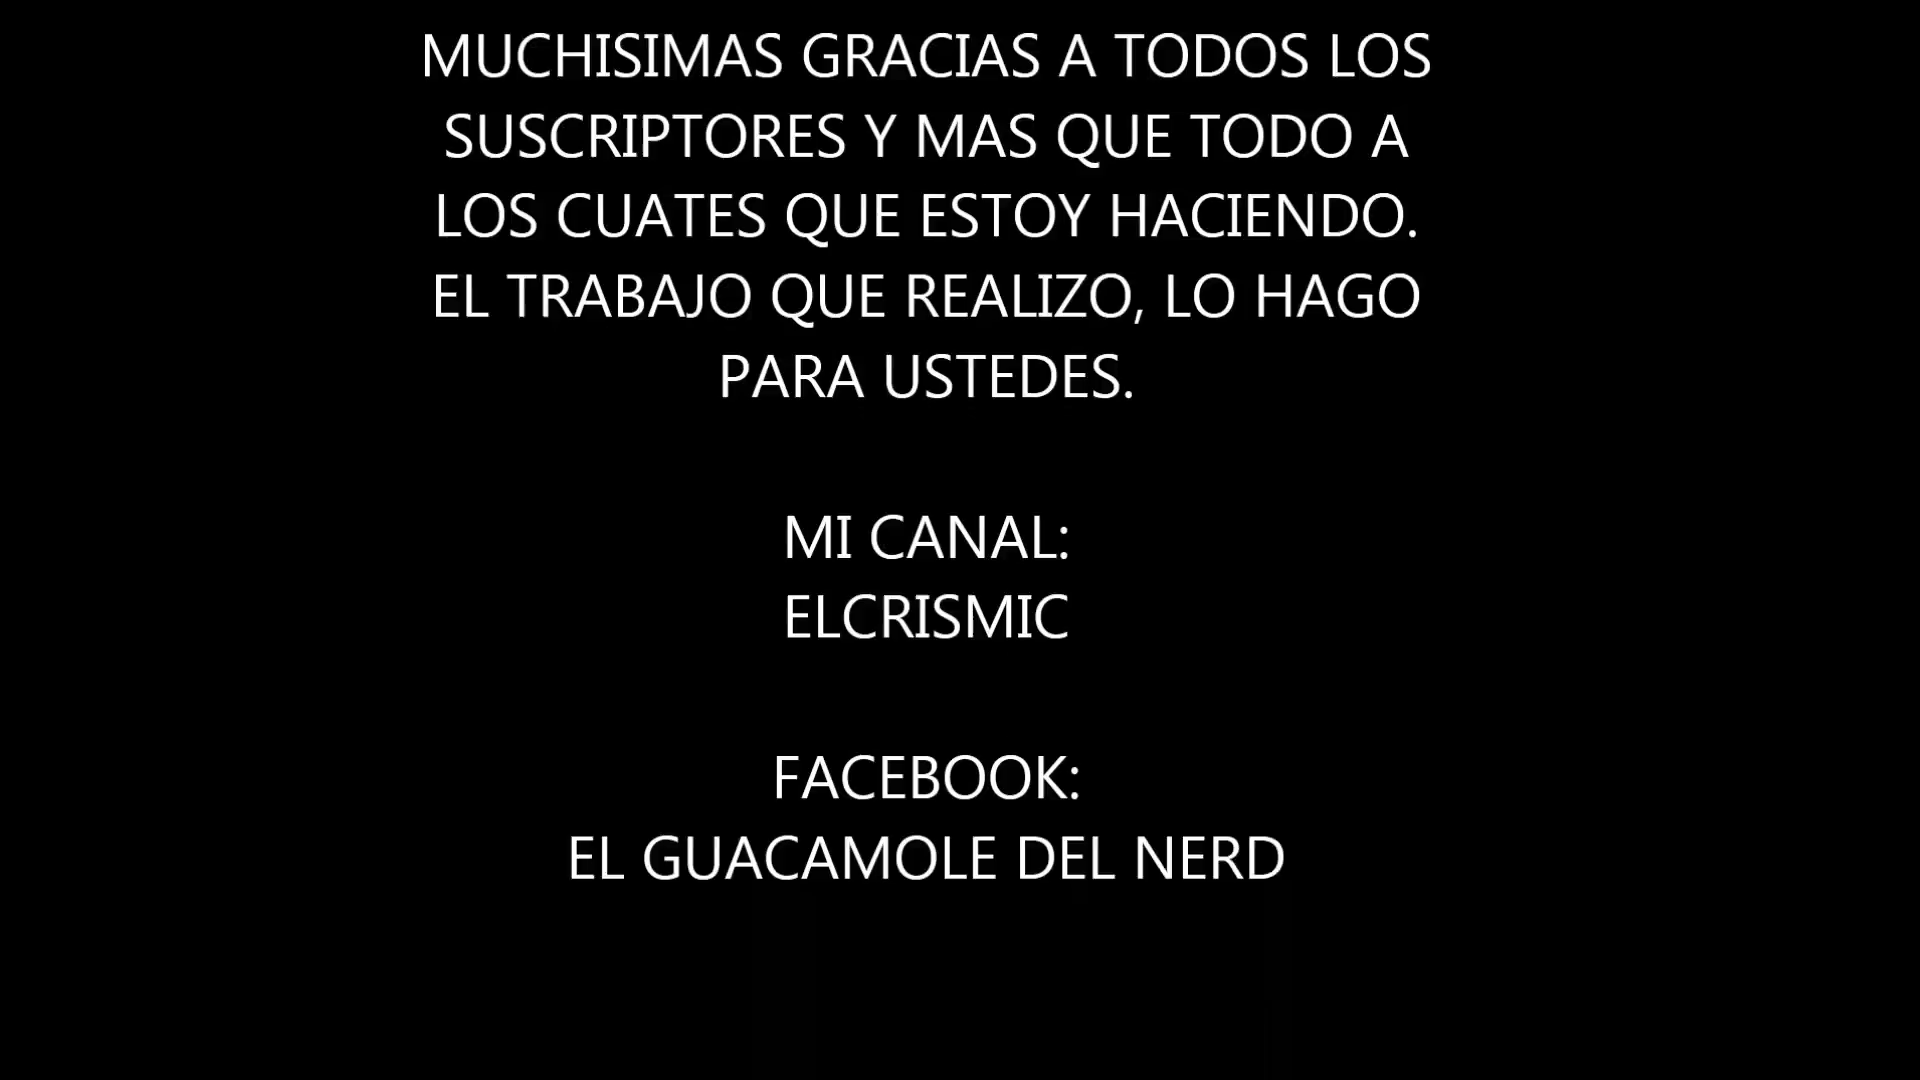 MUCHISIMAS GRACIAS A TODOS LOS
SUSCRIPTORES Y MAS QUE TODO A
LOS CUATES QUE ESTOY HACIENDO.
EL TRABAJO QUE REALIZO, LO HAGO
PARA USTEDES.
MI CANAL:
ELCRISMIC
FACEBOOK:
EL GUACAMOLE DEL NERD